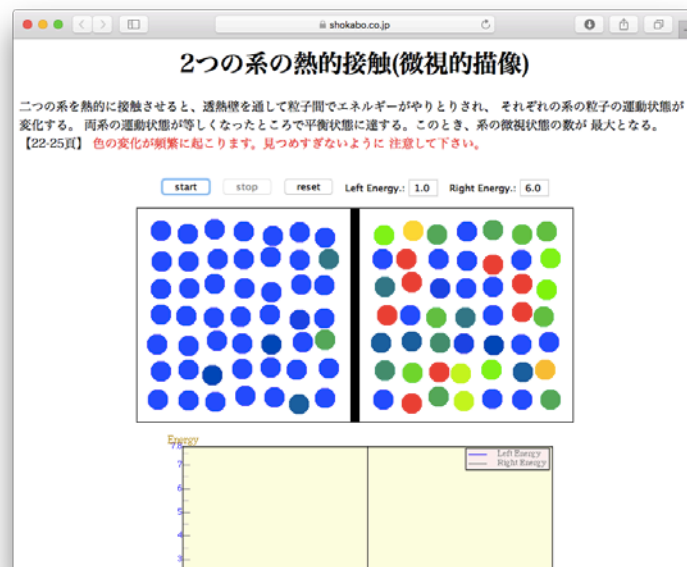 shokabo.co.jp
2つの系の熱的接触(微視的描像)
二つの系を熱的に接触させると、透熱壁を通して粒子間でエネルギーがやりとりされ、 それぞれの系の粒子の運動状態が
変化する。 両系の運動状態が等しくなったところで平衡状態に達する。このとき、系の微視状態の数が 最大となる。
【22-25頁】 色の変化が頻繁に起こります。見つめすぎないように 注意して下さい。
start stop reset Left Energy.: 1.0 Right Energy.: 6.0
Energy
7.8
Left Energy
Right Energy
7
6
5
4
3